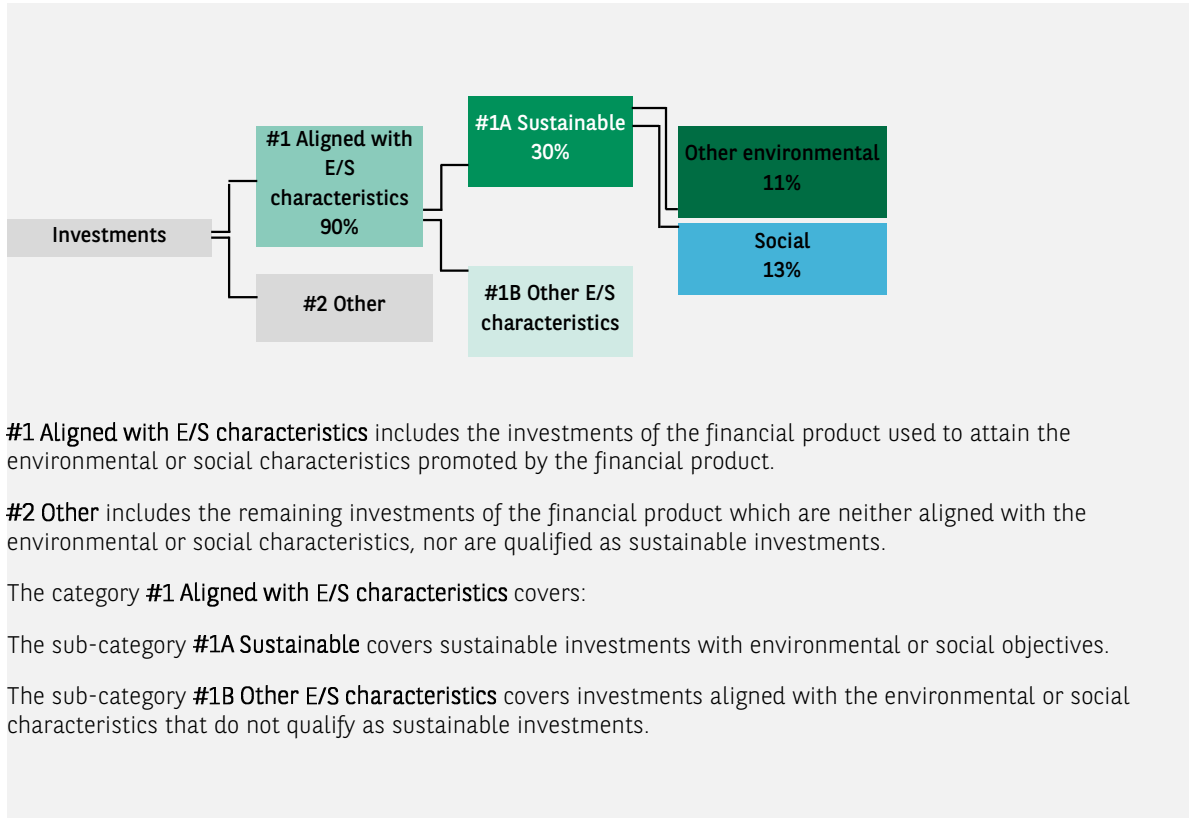 Investments
#1 Aligned with
E/S
characteristics
90%
#2 Other
#1A Sustainable
30%
#1B Other E/S
characteristics
Other environmental
11%
Social
13%
#1 Aligned with E/S characteristics includes the investments of the financial product used to attain the
environmental or social characteristics promoted by the financial product.
#2 Other includes the remaining investments of the financial product which are neither aligned with the
environmental or social characteristics, nor are qualified as sustainable investments.
The category #1 Aligned with E/S characteristics covers:
The sub-category #1A Sustainable covers sustainable investments with environmental or social objectives.
The sub-category #1B Other E/S characteristics covers investments aligned with the environmental or social
characteristics that do not qualify as sustainable investments.